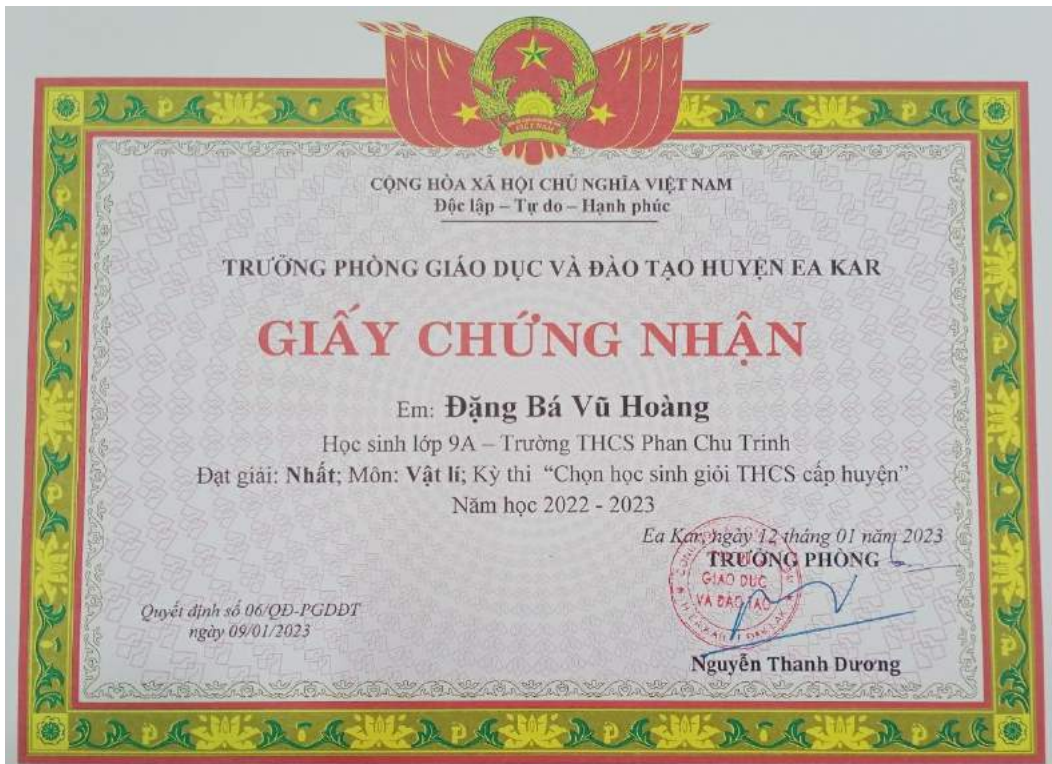 VIỆT NAM
CỘNG HÒA XÃ HỘI CHỦ NGHĨA VIỆT NAM
Độc lập – Tự do – Hạnh phúc
TRƯỞNG PHÒNG GIÁO DỤC VÀ ĐÀO TẠO HUYỆN EA KAR
GIẤY CHỨNG NHẬN
Em: Đặng Bá Vũ Hoàng
Học sinh lớp 9A – Trường THCS Phan Chu Trinh
Đạt giải: Nhất; Môn: Vật lí; Kỳ thi “Chọn học sinh giỏi THCS cấp huyện”
Năm học 2022 - 2023
Ea Kar, ngày 12 tháng 01 năm 2023
TRƯỞNG PHÒNG
GIÁO DỤC
VÀ ĐÀO TẠO
Quyết định số 06/QĐ-PGDĐT
ngày 09/01/2023
Nguyễn Thanh Dương